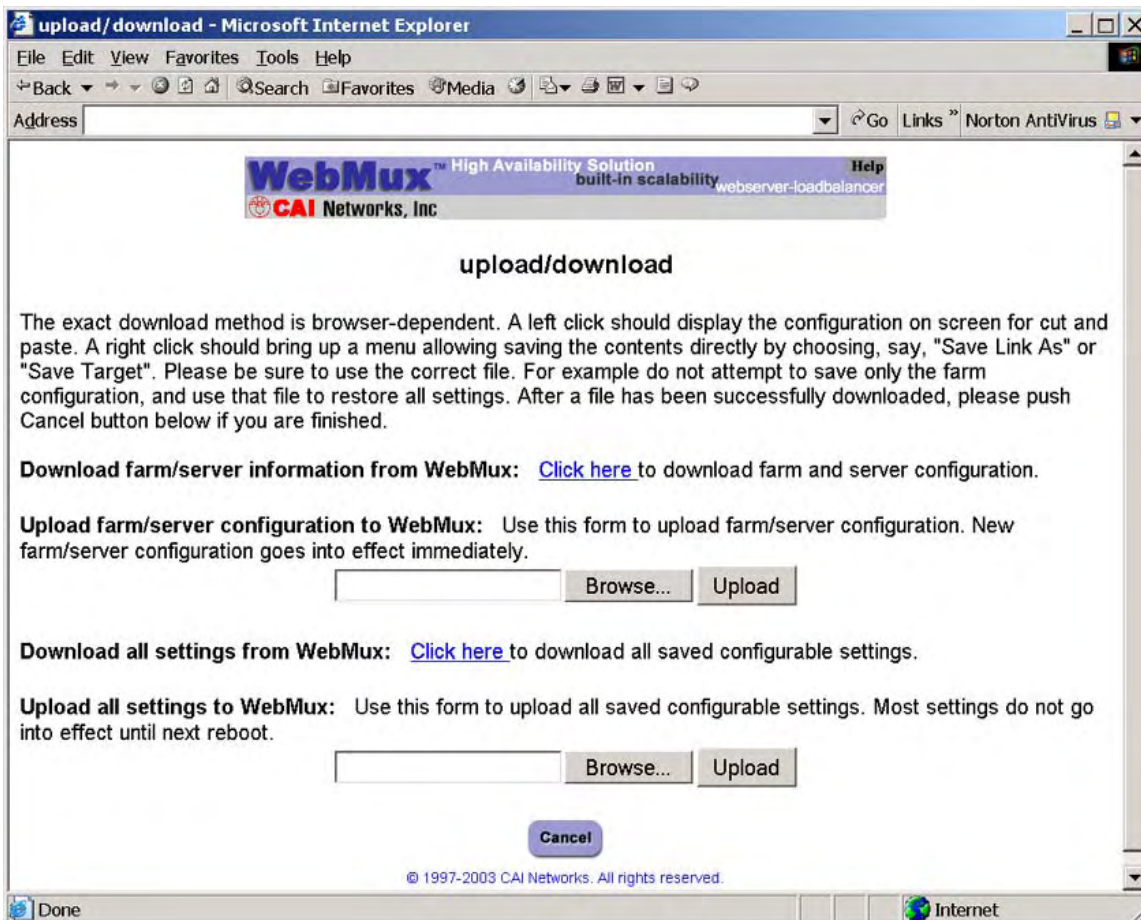 upload/download - Microsoft Internet Explorer
File Edit View Favorites Tools Help
Back Search Favorites Media
Address Go Links » Norton AntiVirus
WebMux™ High Availability Solution Help
built-in scalability
webserver-loadbalancer
CAI Networks, Inc
upload/download
The exact download method is browser-dependent. A left click should display the configuration on screen for cut and
paste. A right click should bring up a menu allowing saving the contents directly by choosing, say, "Save Link As" or
"Save Target". Please be sure to use the correct file. For example do not attempt to save only the farm
configuration, and use that file to restore all settings. After a file has been successfully downloaded, please push
Cancel button below if you are finished.
Download farm/server information from WebMux: Click here to download farm and server configuration.
Upload farm/server configuration to WebMux: Use this form to upload farm/server configuration. New
farm/server configuration goes into effect immediately.
Browse... Upload
Download all settings from WebMux: Click here to download all saved configurable settings.
Upload all settings to WebMux: Use this form to upload all saved configurable settings. Most settings do not go
into effect until next reboot.
Browse... Upload
Cancel
© 1997-2003 CAI Networks. All rights reserved.
Done Internet